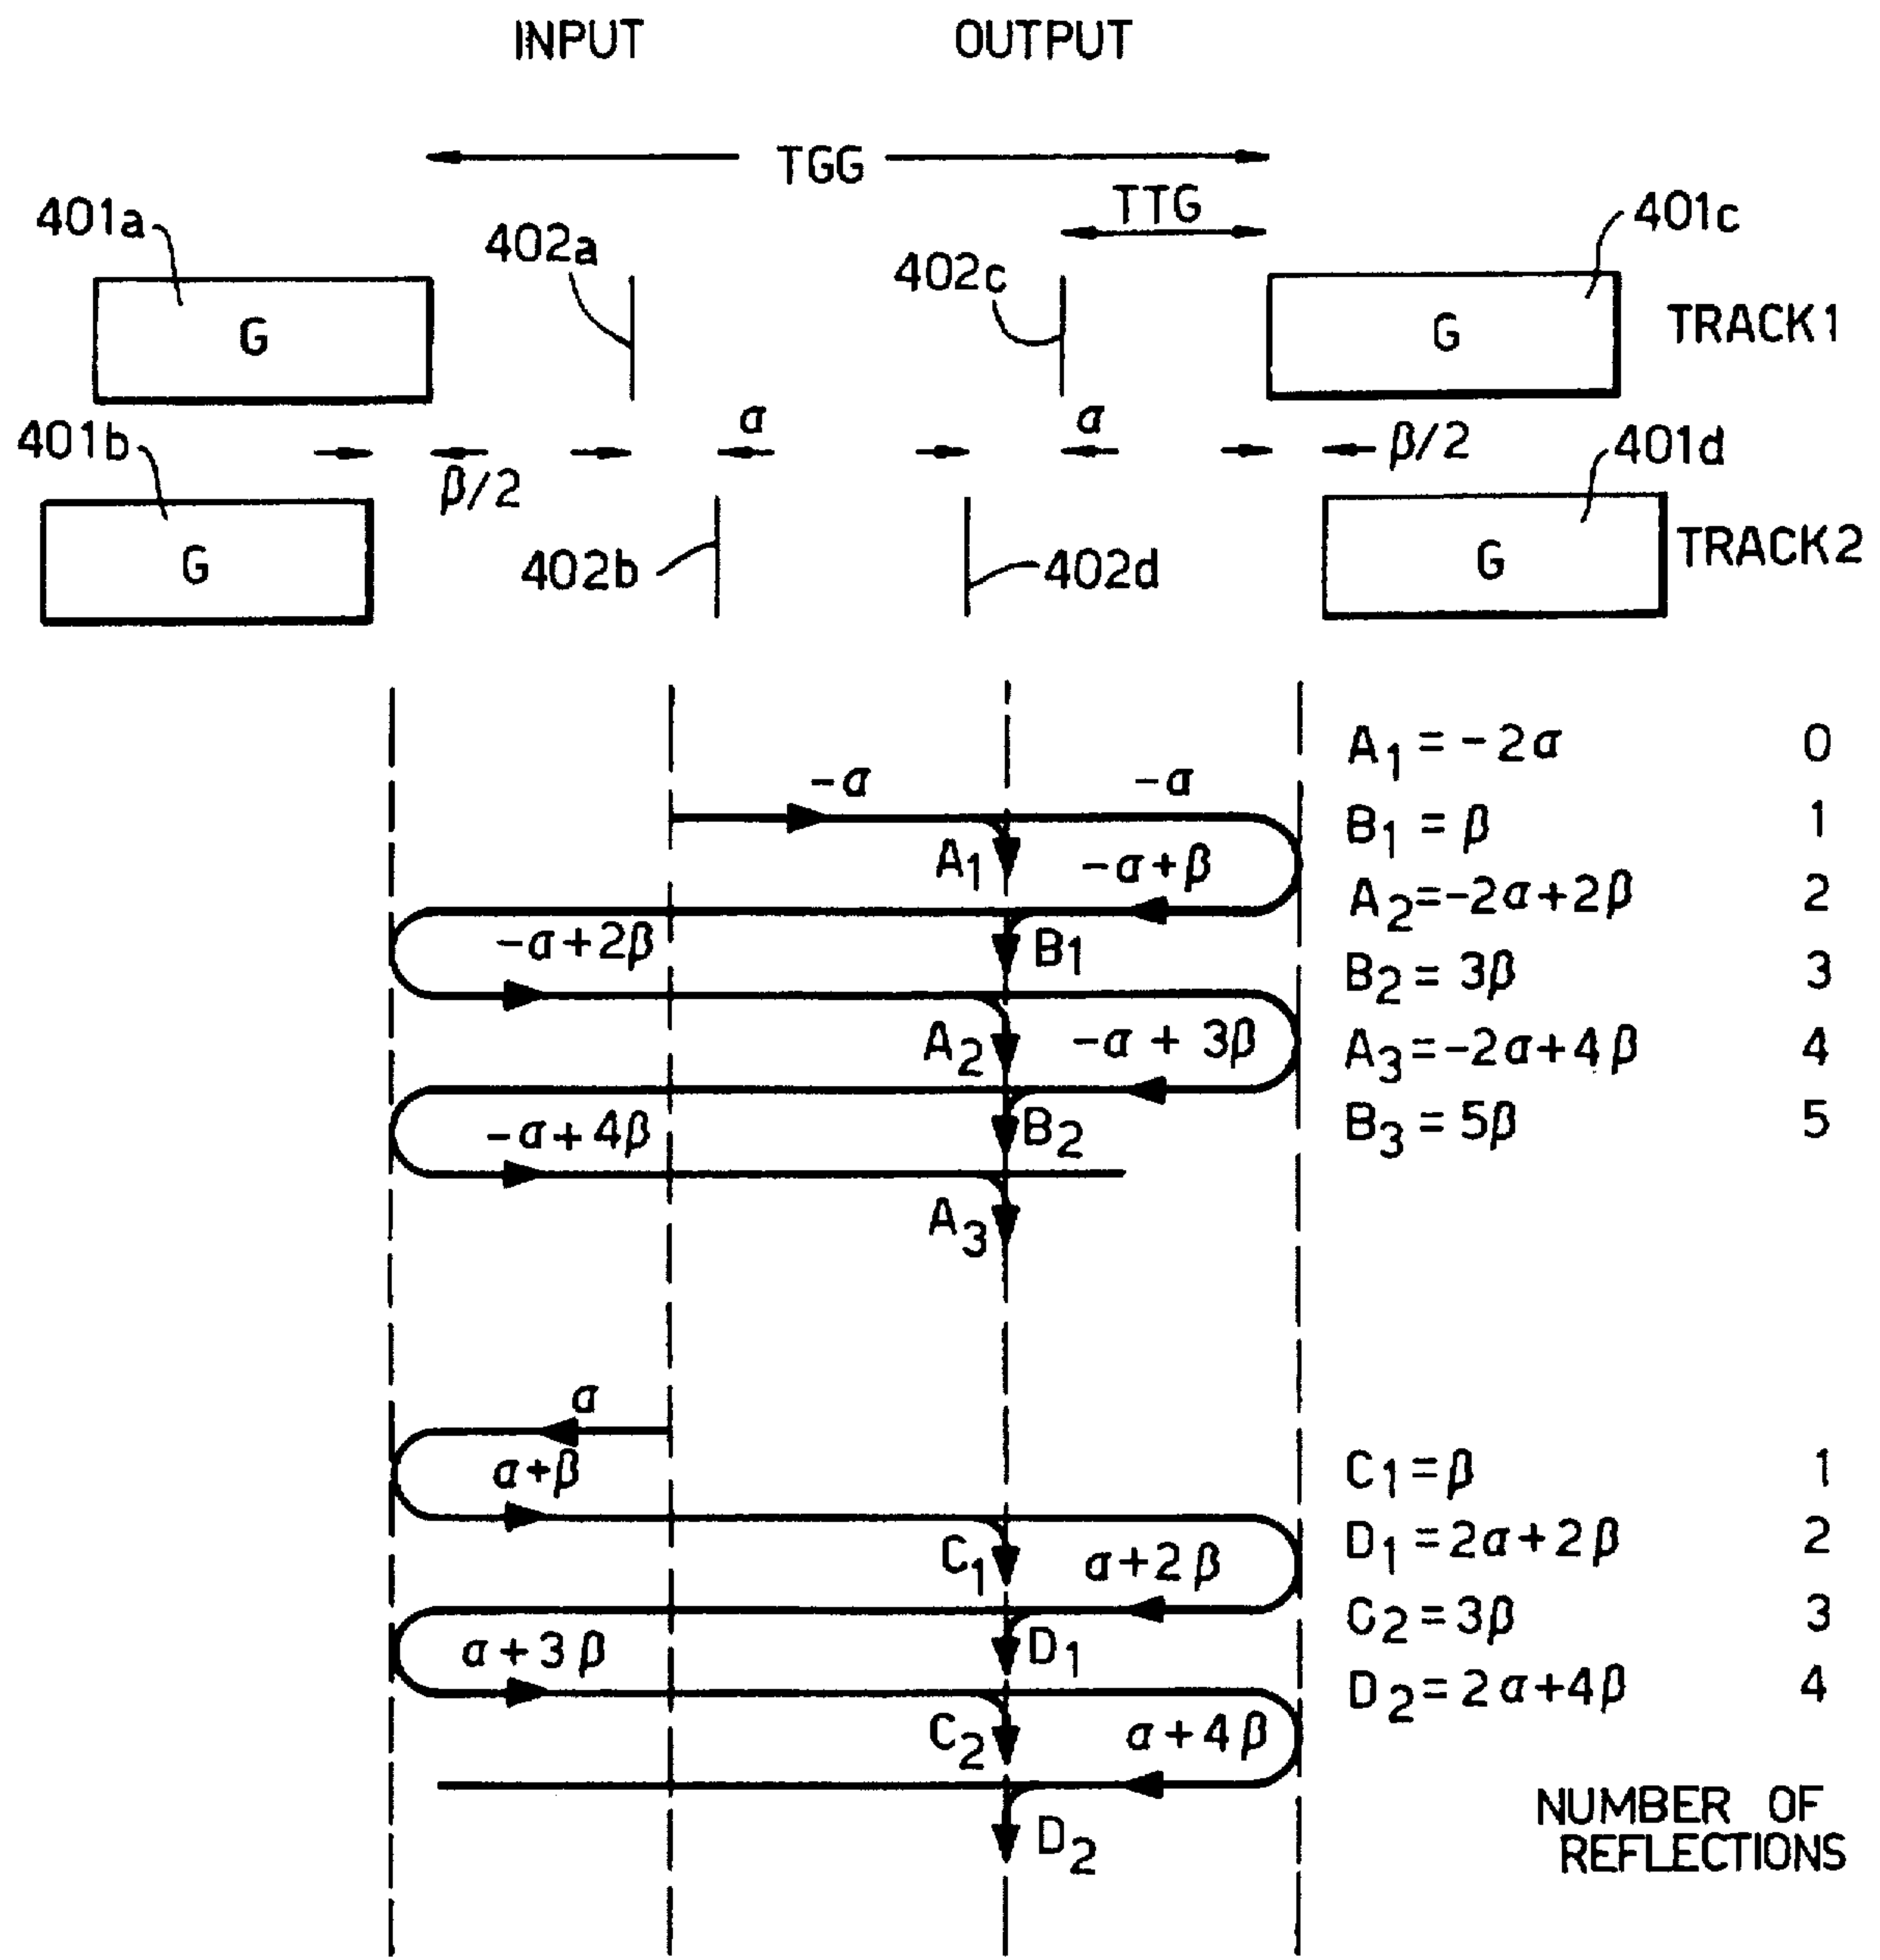 INPUT OUTPUT
TGG
TTG
401a 402a 402c 401c
G G TRACK1
α α
401b β/2 β/2 401d
G G TRACK2
402b 402d
A1 = -2α 0
-α -α
B1 = β 1
A1 -α+β
A2=-2α+2β 2
-α+2β B1
B2= 3β 3
A2 -α + 3β
A3=-2α+4β 4
-α+4β B2
B3= 5β 5
A3
α
α+β
C1=β 1
C1 α+2β
D1=2α+2β 2
α+3β D1
C2=3β 3
C2 α+4β
D2=2α+4β 4
D2
NUMBER OF
REFLECTIONS